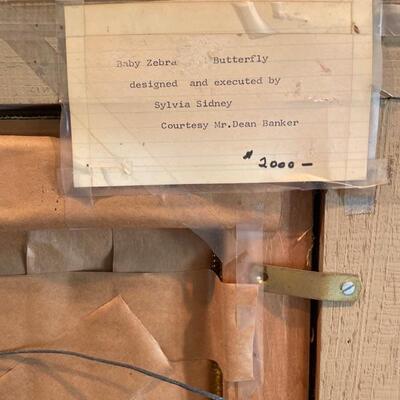 Baby Zebra Butterfly
designed and executed by
Sylvia Sidney
Courtesy Mr.Dean Banker
$2000—